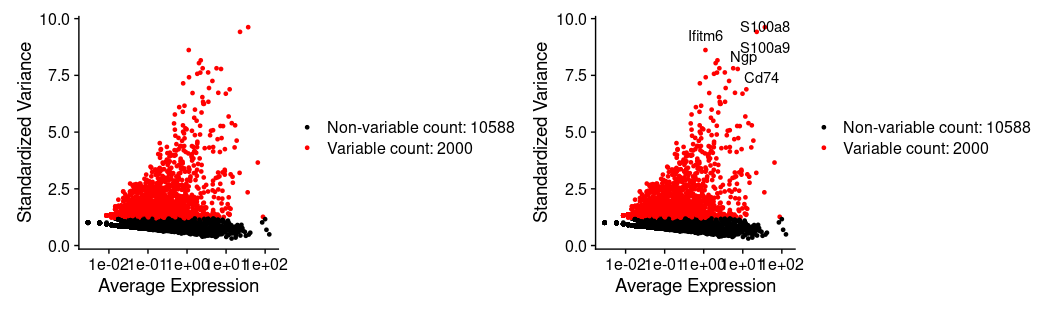 Standardized Variance
10.0
7.5
5.0
2.5
0.0
1e-02
1e-01
1e+00
1e+01
1e+02
Average Expression
Non-variable count: 10588
Variable count: 2000
Standardized Variance
10.0
7.5
5.0
2.5
0.0
Ifitm6
S100a8
S100a9
Ngp
Cd74
1e-02
1e-01
1e+00
1e+01
1e+02
Average Expression
Non-variable count: 10588
Variable count: 2000